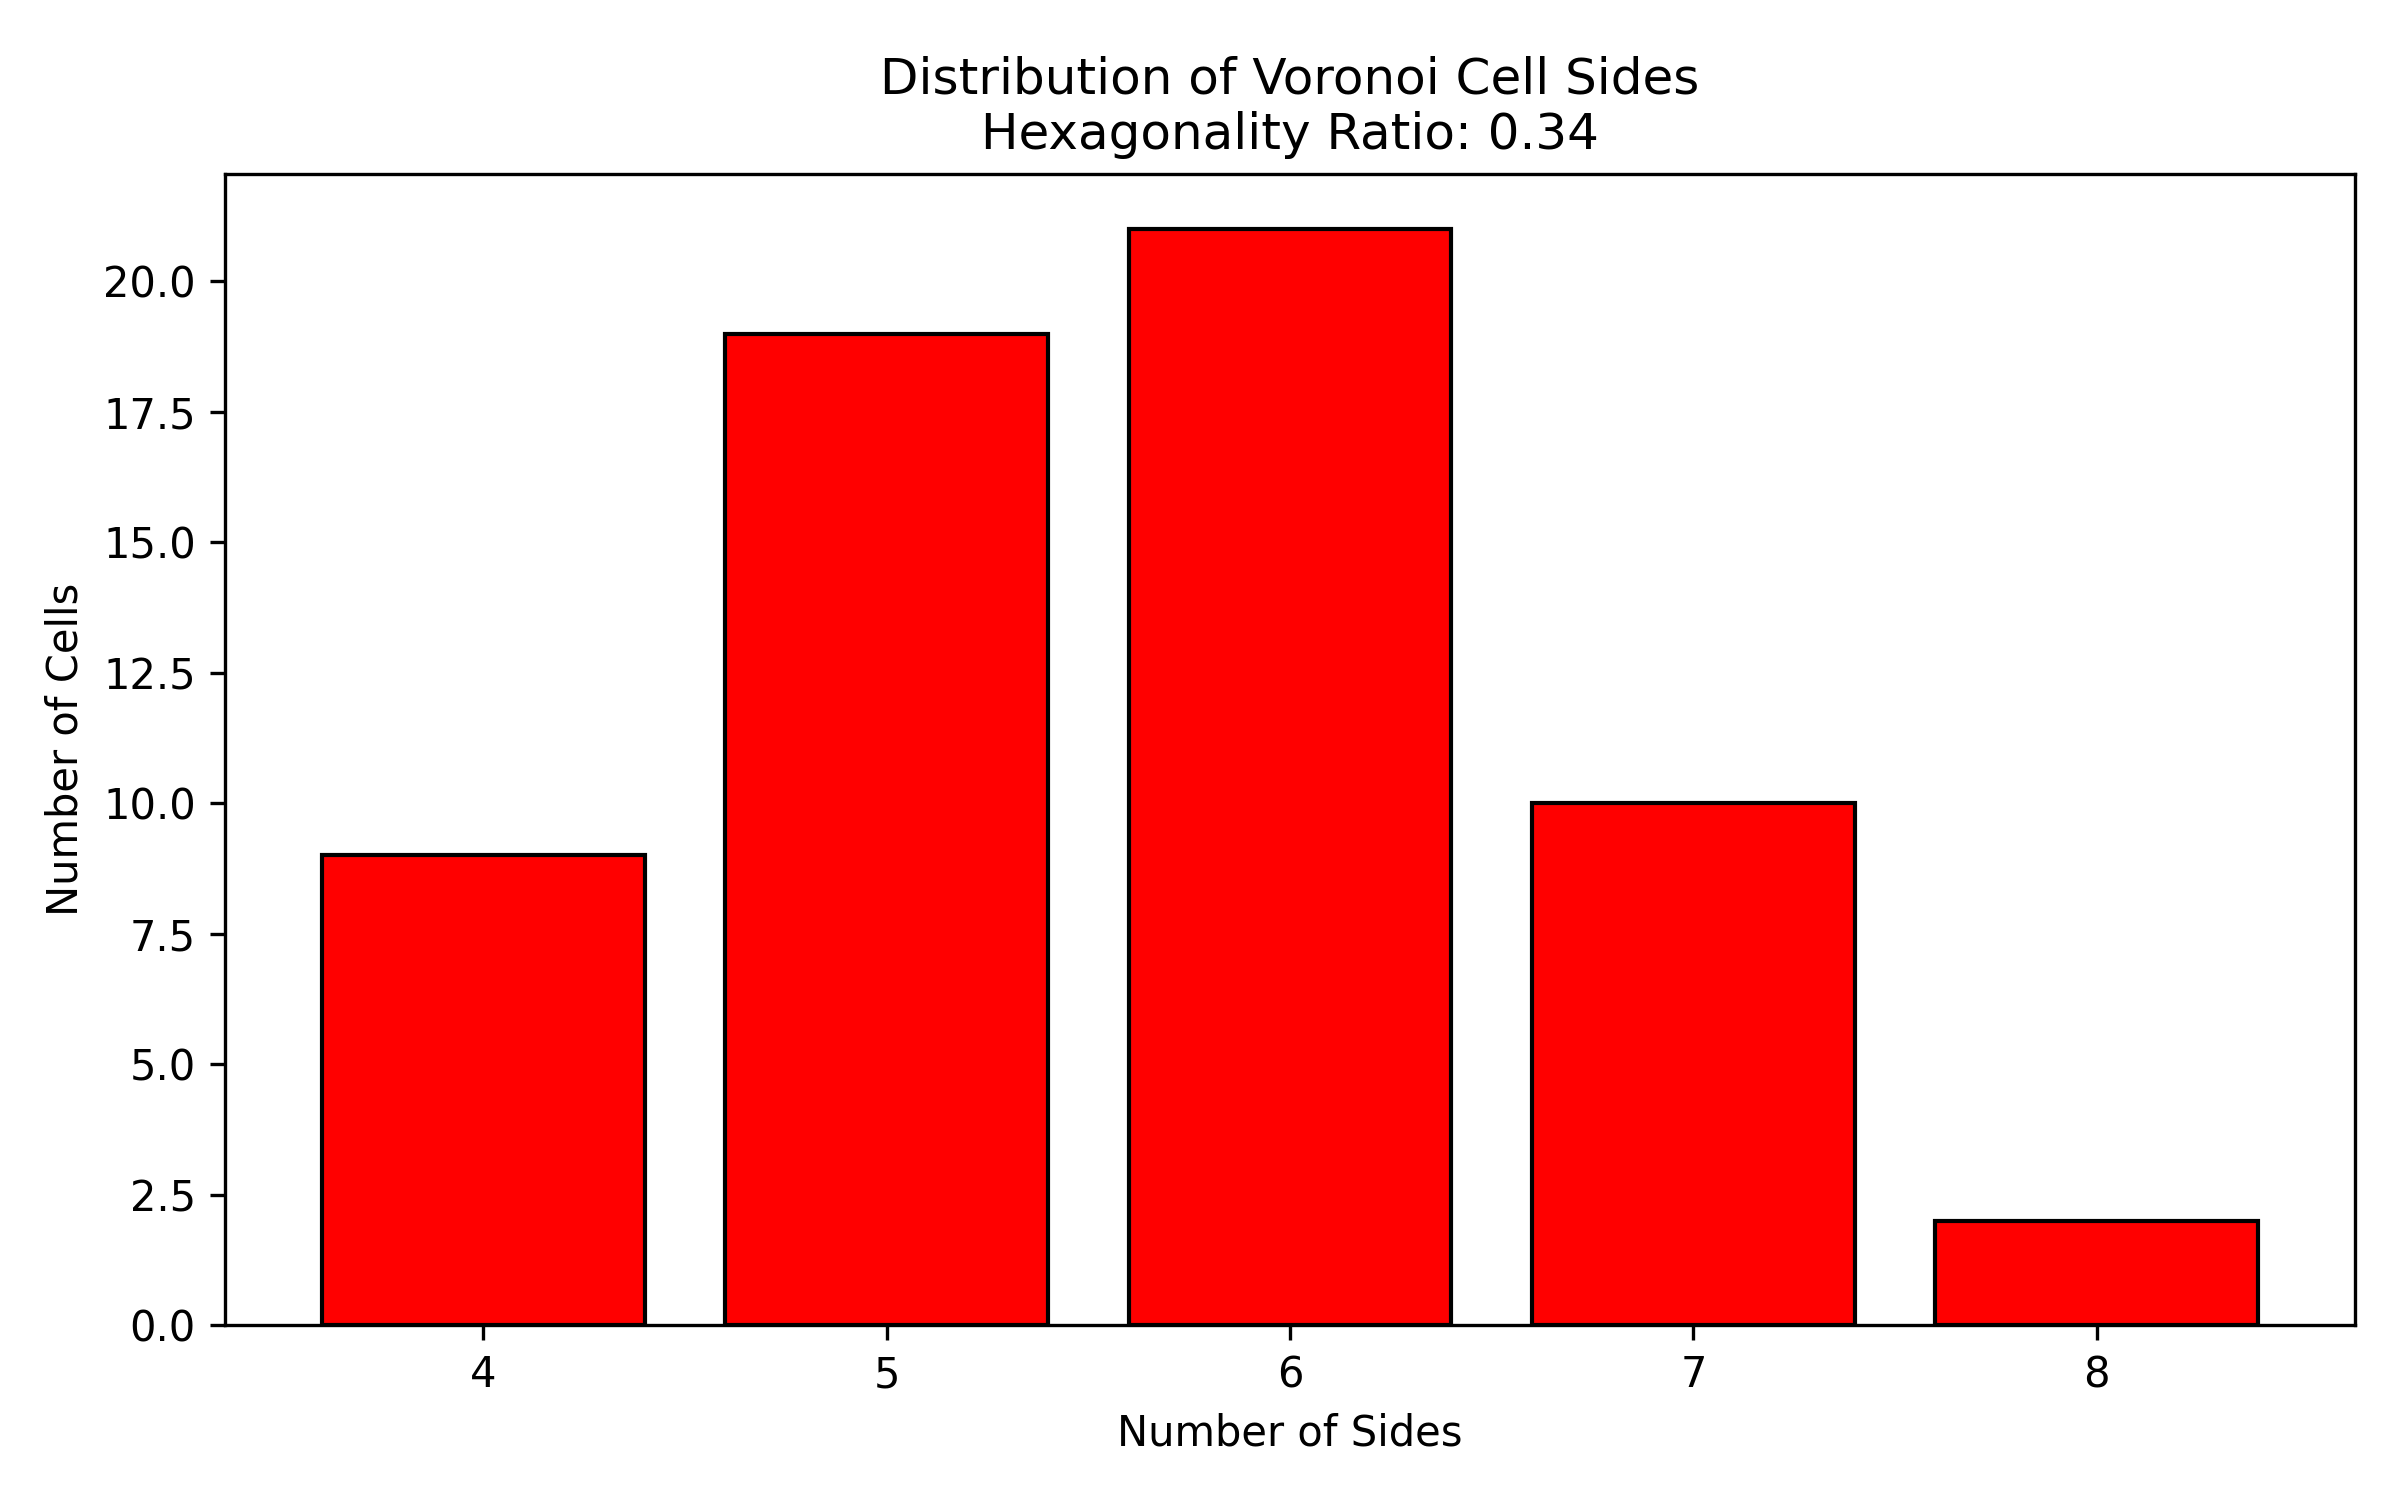 Distribution of Voronoi Cell Sides
Hexagonality Ratio: 0.34
Number of Cells
20.0
17.5
15.0
12.5
10.0
7.5
5.0
2.5
0.0
4 5 6 7 8
Number of Sides